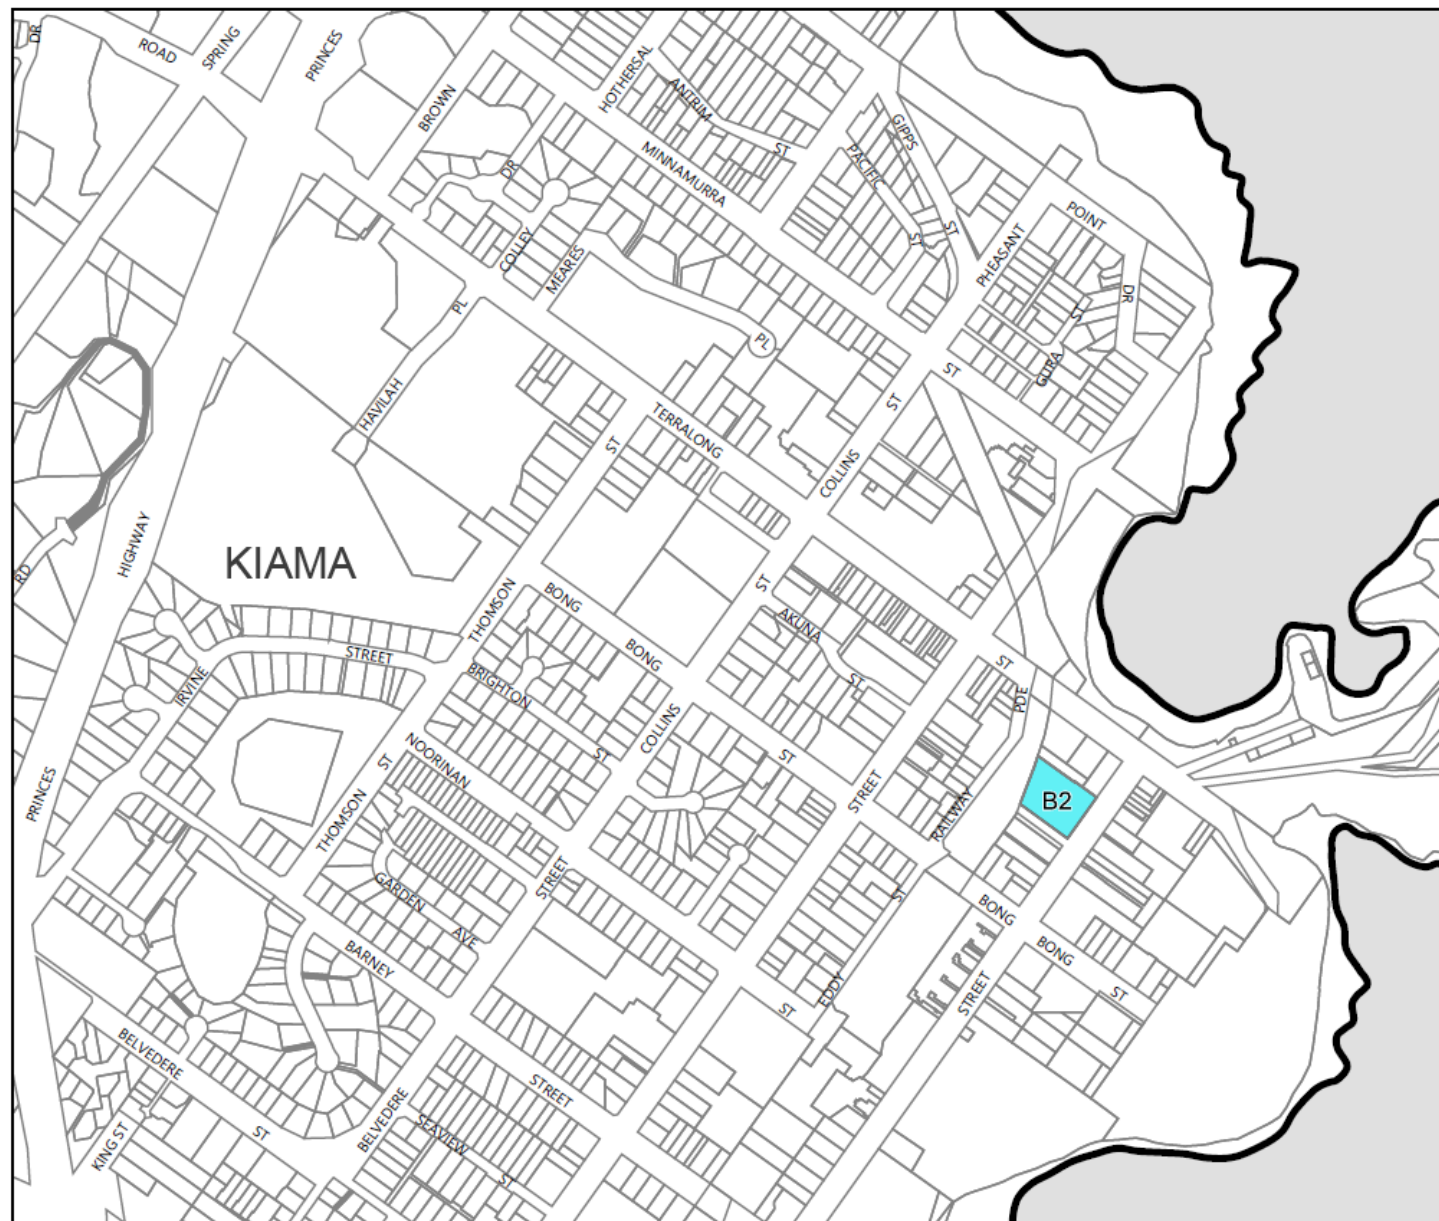 DR
ROAD
SPRING
PRINCES
HOTHERSAL
ANTRIM
ST
BROWN
GIPPS
ST
MINNAMURRA
PACIFIC
ST
DR
COLLEY
MEARES
PL
POINT
PHEASANT
DR
ST
GURA
PL
HAVILAH
ST
TERRALONG
ST
COLLINS
ST
HIGHWAY
RD
KIAMA
THOMSON
BONG
BONG
ST
AKUNA
ST
ST
PDE
STREET
IRVINE
BRIGHTON
ST
COLLINS
ST
NOORINAN
ST
STREET
RAILWAY
B2
PRINCES
THOMSON
GARDEN
AVE
STREET
ST
BONG
BONG
ST
BARNEY
EDDY
ST
STREET
BELVEDERE
ST
KING ST
BELVEDERE
STREET
SEAVIEW
ST